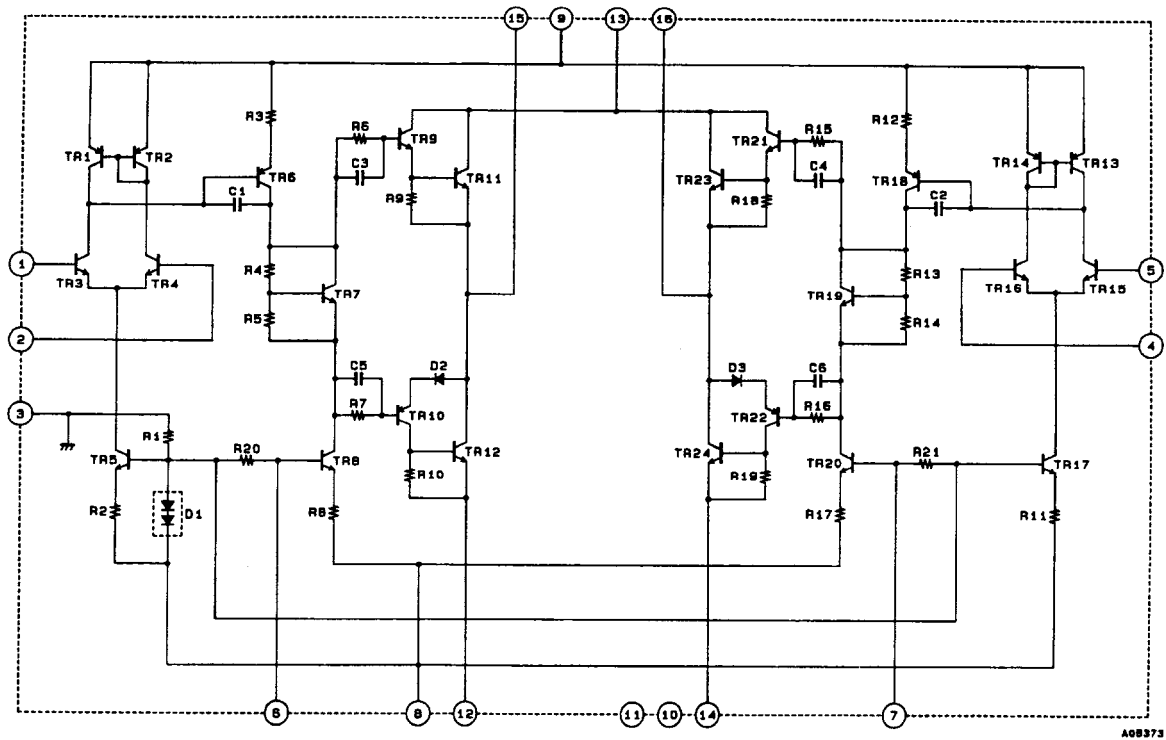 15 9 13 16
R3 R12
R6 TR9 TR21 R15
TR1 TR2 C3 C4 TR14 TR13
TR6 TR11 TR23 TR18
C1 R9 R18 C2
1 R4 R13 5
TR3 TR4 TR7 TR19 TR16 TR15
R5 R14
2 4
C5 D2 D3 C6
3 R7 TR10 TR22 R16
R1
TR5 R20 TR8 TR12 TR24 TR20 R21 TR17
R10 R19
R2 D1 R8 R17 R11
6 8 12 11 10 14 7